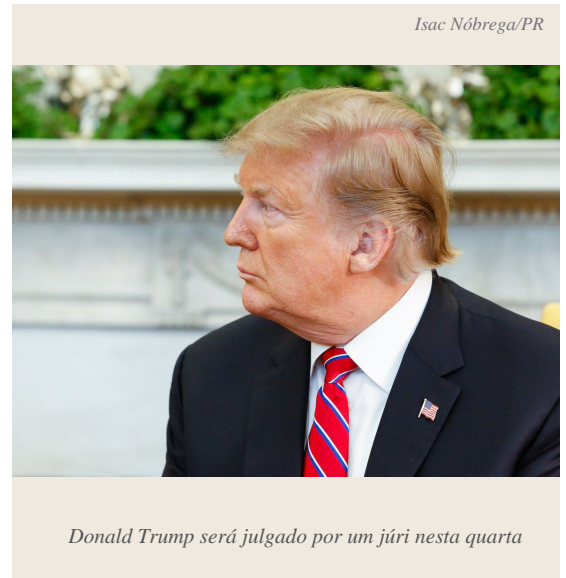 Isac Nóbrega/PR
Donald Trump será julgado por um júri nesta quarta